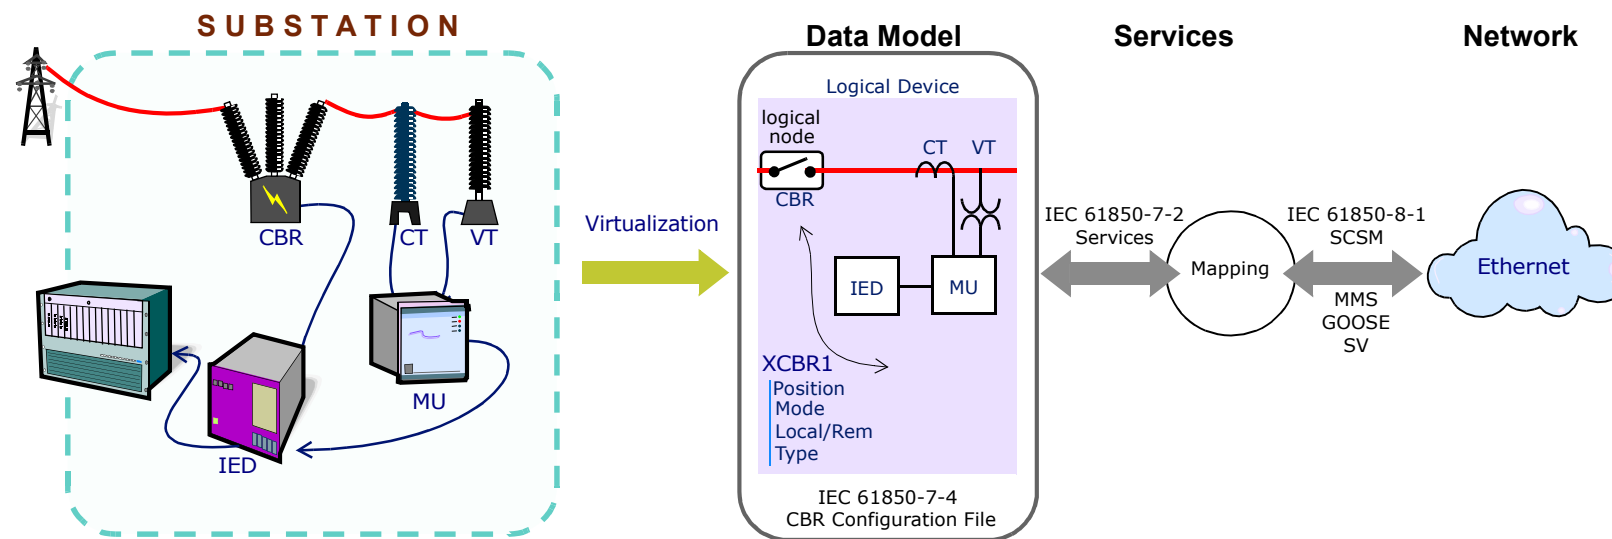 S U B S T A T I O N
CBR
CT
VT
MU
IED
Virtualization
Data Model
Logical Device
logical
node
CT
VT
CBR
IED
MU
XCBR1
Position
Mode
Local/Rem
Type
IEC 61850-7-4
CBR Configuration File
Services
IEC 61850-7-2
Services
Mapping
IEC 61850-8-1
SCSM
MMS
GOOSE
SV
Network
Ethernet